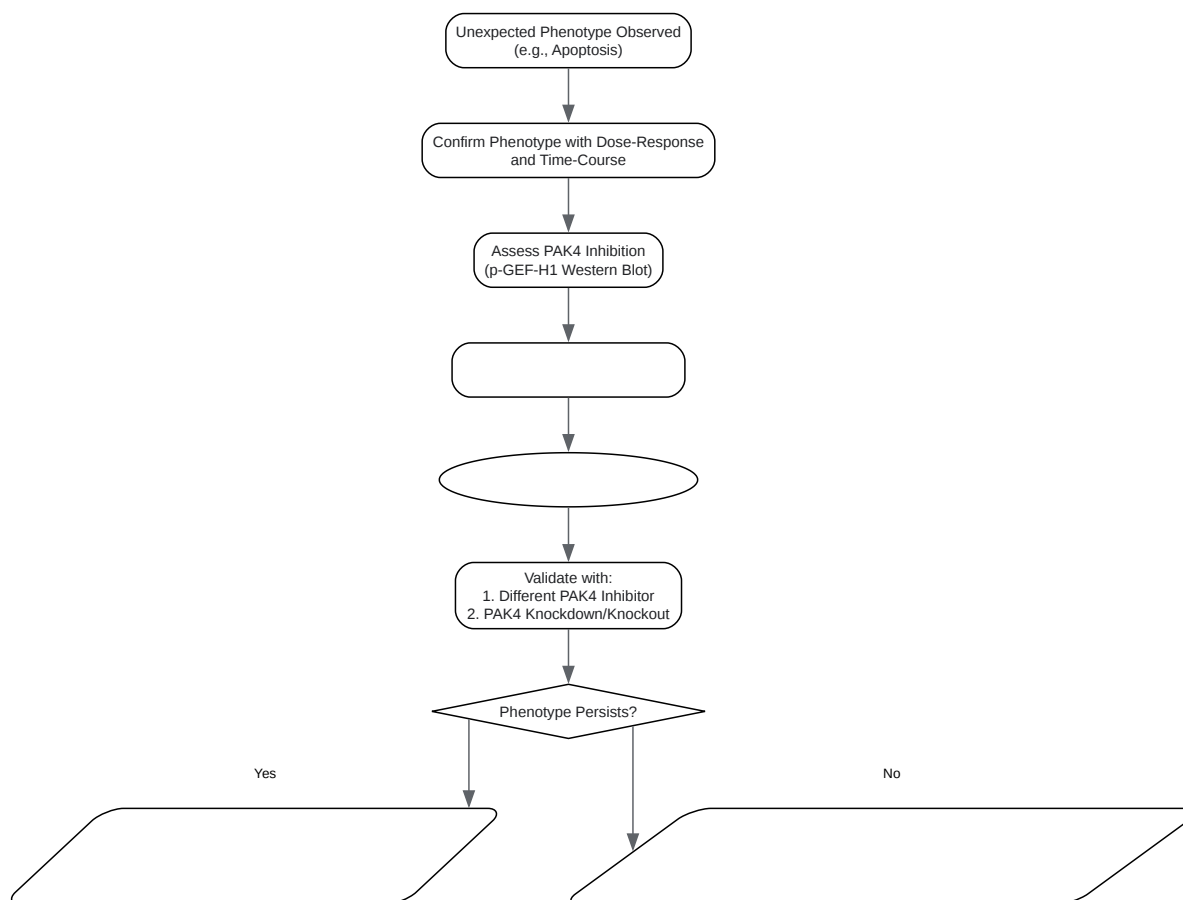 Unexpected Phenotype Observed
(e.g., Apoptosis)
Confirm Phenotype with Dose-Response
and Time-Course
Assess PAK4 Inhibition
(p-GEF-H1 Western Blot)
Validate with:
1. Different PAK4 Inhibitor
2. PAK4 Knockdown/Knockout
Phenotype Persists?
Yes
No